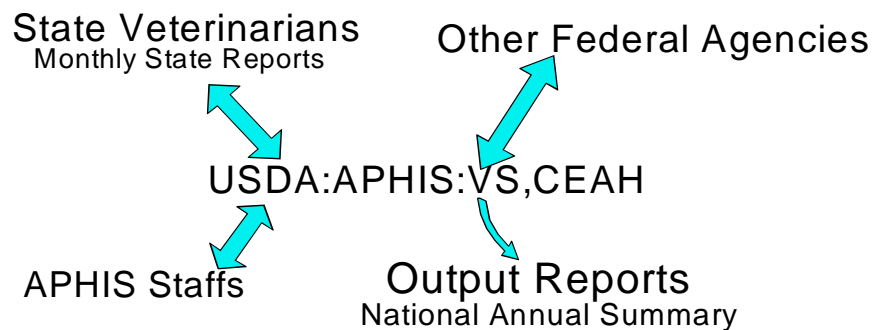 State Veterinarians
Monthly State Reports
Other Federal Agencies
USDA:APHIS:VS,CEAH
APHIS Staffs
Output Reports
National Annual Summary